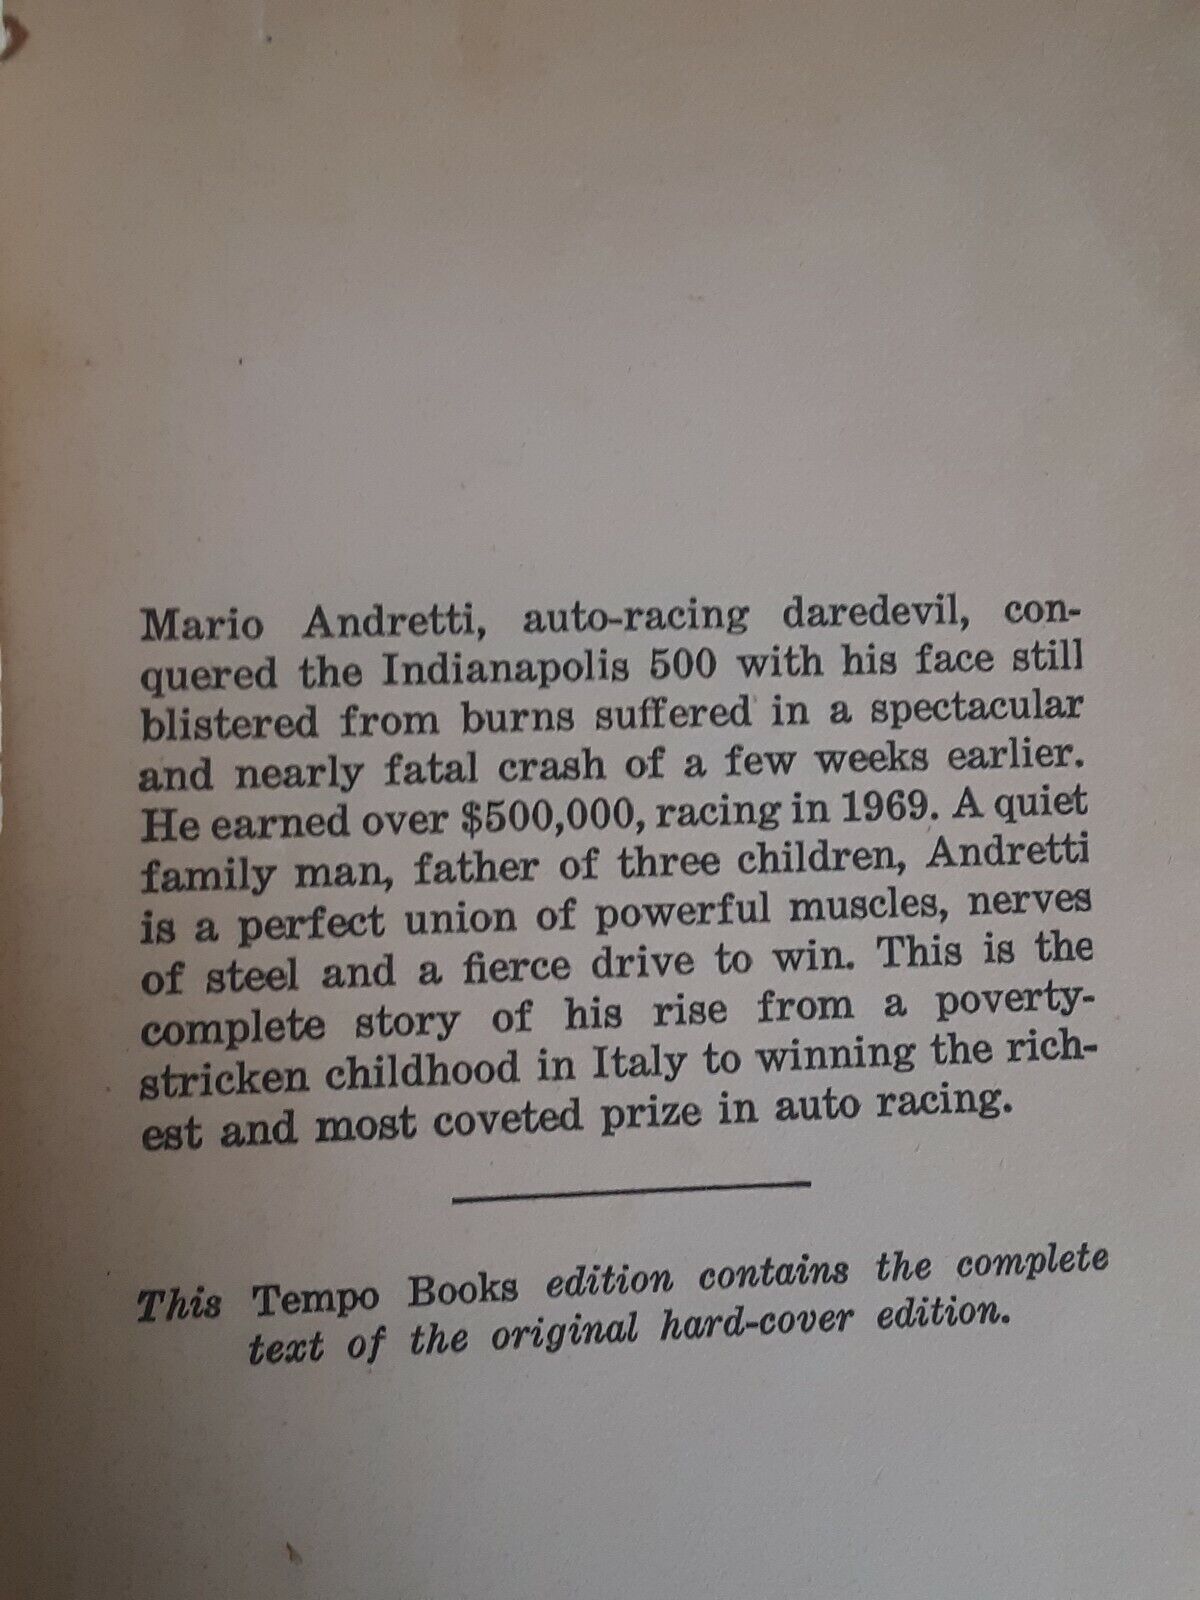 Mario Andretti, auto-racing daredevil, con-
quered the Indianapolis 500 with his face still
blistered from burns suffered in a spectacular
and nearly fatal crash of a few weeks earlier.
He earned over $500,000, racing in 1969. A quiet
family man, father of three children, Andretti
is a perfect union of powerful muscles, nerves
of steel and a fierce drive to win. This is the
complete story of his rise from a poverty-
stricken childhood in Italy to winning the rich-
est and most coveted prize in auto racing.
This Tempo Books edition contains the complete
text of the original hard-cover edition.